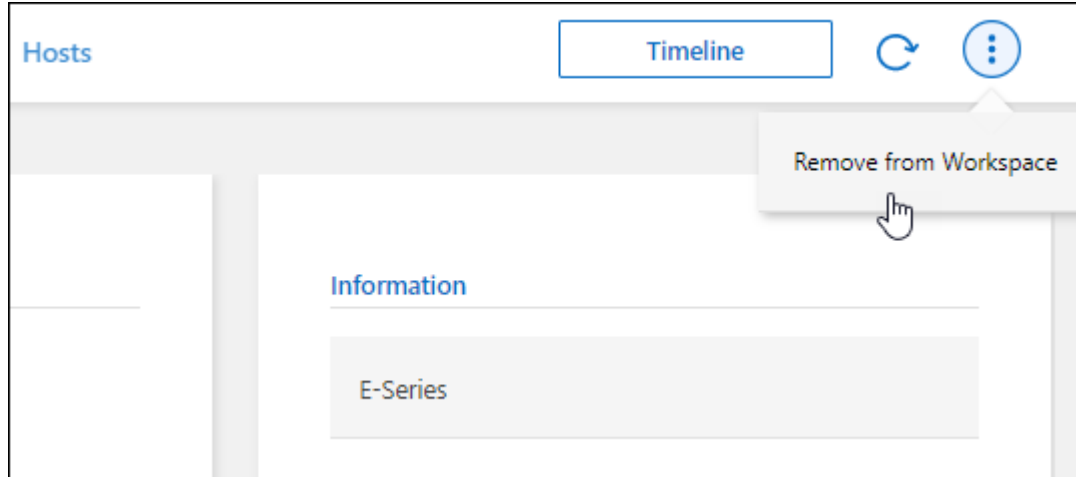 Hosts
Timeline
Remove from Workspace
Information
E-Series